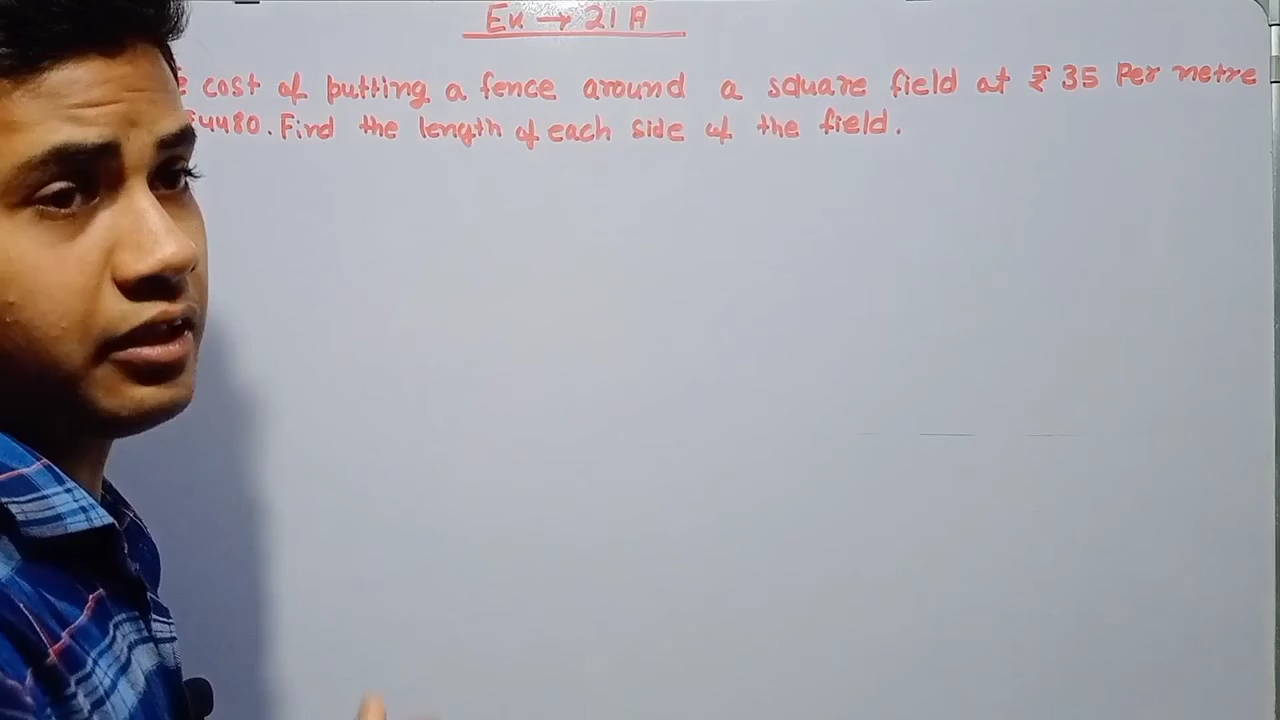 Ex → 21 A
cost of putting a fence around a square field at ₹ 35 Per metre
₹4480. Find the length of each side of the field.